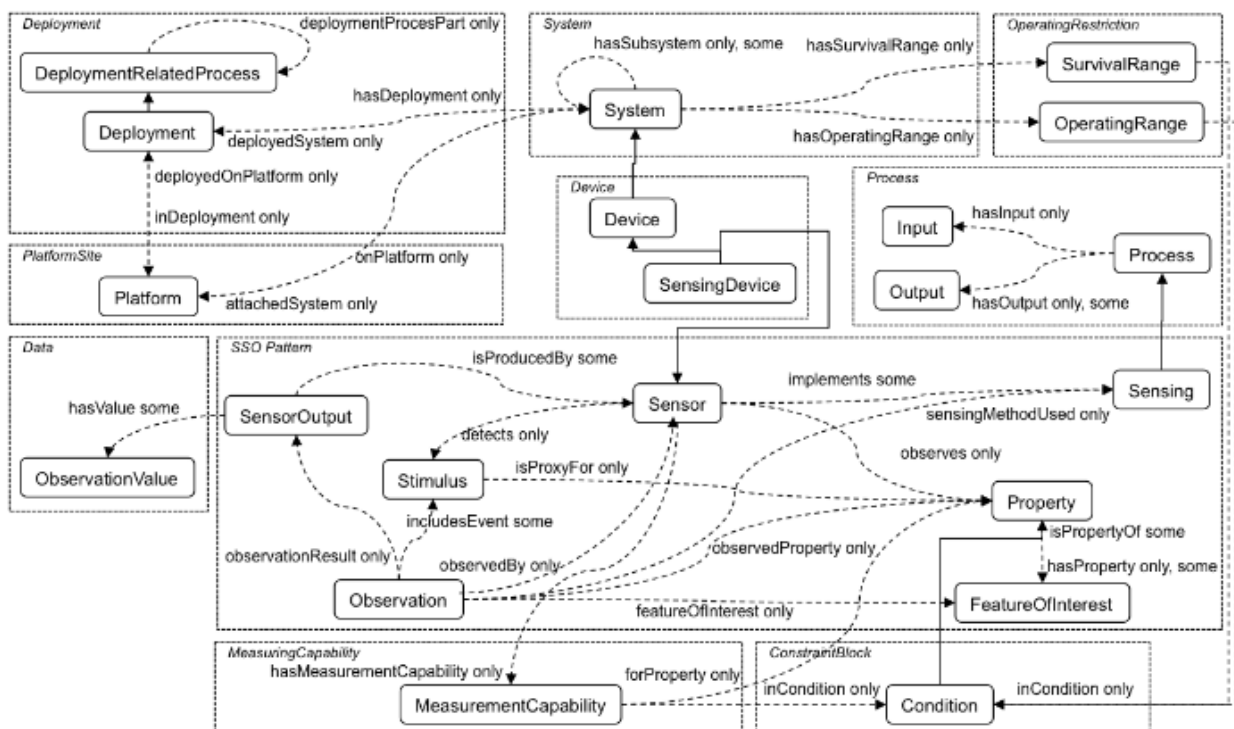 Deployment
deploymentProcesPart only
DeploymentRelatedProcess
Deployment
hasDeployment only
deployedSystem only
deployedOnPlatform only
inDeployment only
System
hasSubsystem only, some
System
hasSurvivalRange only
hasOperatingRange only
OperatingRestriction
SurvivalRange
OperatingRange
PlatformSite
Platform
onPlatform only
attachedSystem only
Device
Device
SensingDevice
Process
Input
hasInput only
Process
Output
hasOutput only, some
Data
hasValue some
ObservationValue
SSO Pattern
isProducedBy some
SensorOutput
Sensor
implements some
Sensing
sensingMethodUsed only
detects only
observes only
Stimulus
isProxyFor only
Property
includesEvent some
isPropertyOf some
observationResult only
observedBy only
observedProperty only
hasProperty only, some
Observation
featureOfInterest only
FeatureOfInterest
MeasuringCapability
hasMeasurementCapability only
forProperty only
MeasurementCapability
ConstraintBlock
inCondition only
Condition
inCondition only